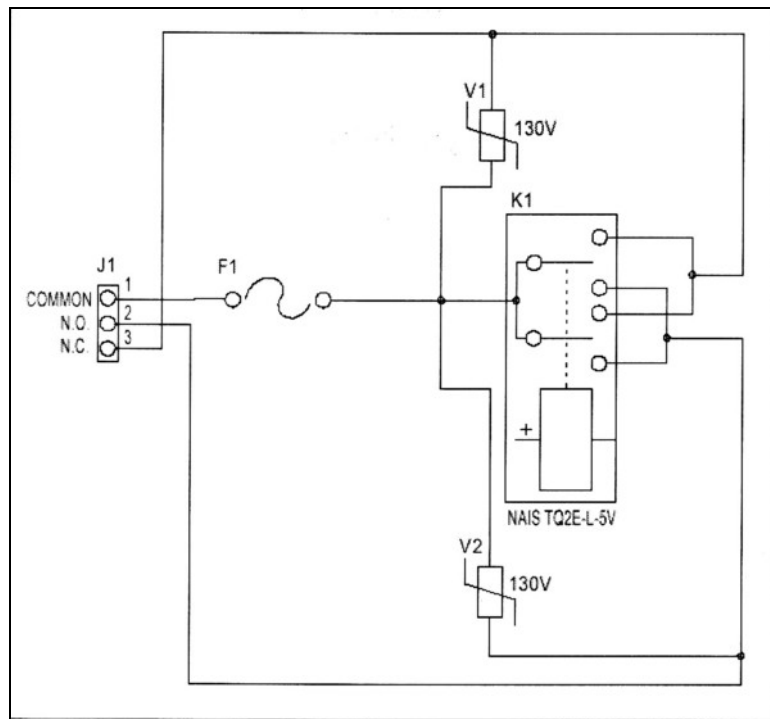 V1
130V
K1
J1
F1
COMMON
1
N.O.
2
N.C.
3
+
NAIS TQ2E-L-5V
V2
130V